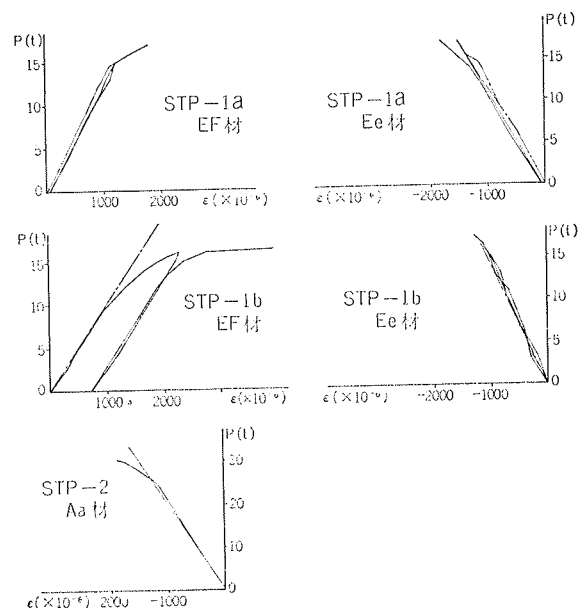 P(t)
15
10
5
0
1000
2000
ε(×10⁻⁶)
STP-1a
EF材
P(t)
15
10
5
0
ε(×10⁻⁶)
-2000
-1000
STP-1a
Ee材
P(t)
15
10
5
0
1000
2000
ε(×10⁻⁶)
STP-1b
EF材
P(t)
15
10
5
0
ε(×10⁻⁶)
-2000
-1000
STP-1b
Ee材
P(t)
30
20
10
0
ε(×10⁻⁶)
2000
-1000
STP-2
Aa材